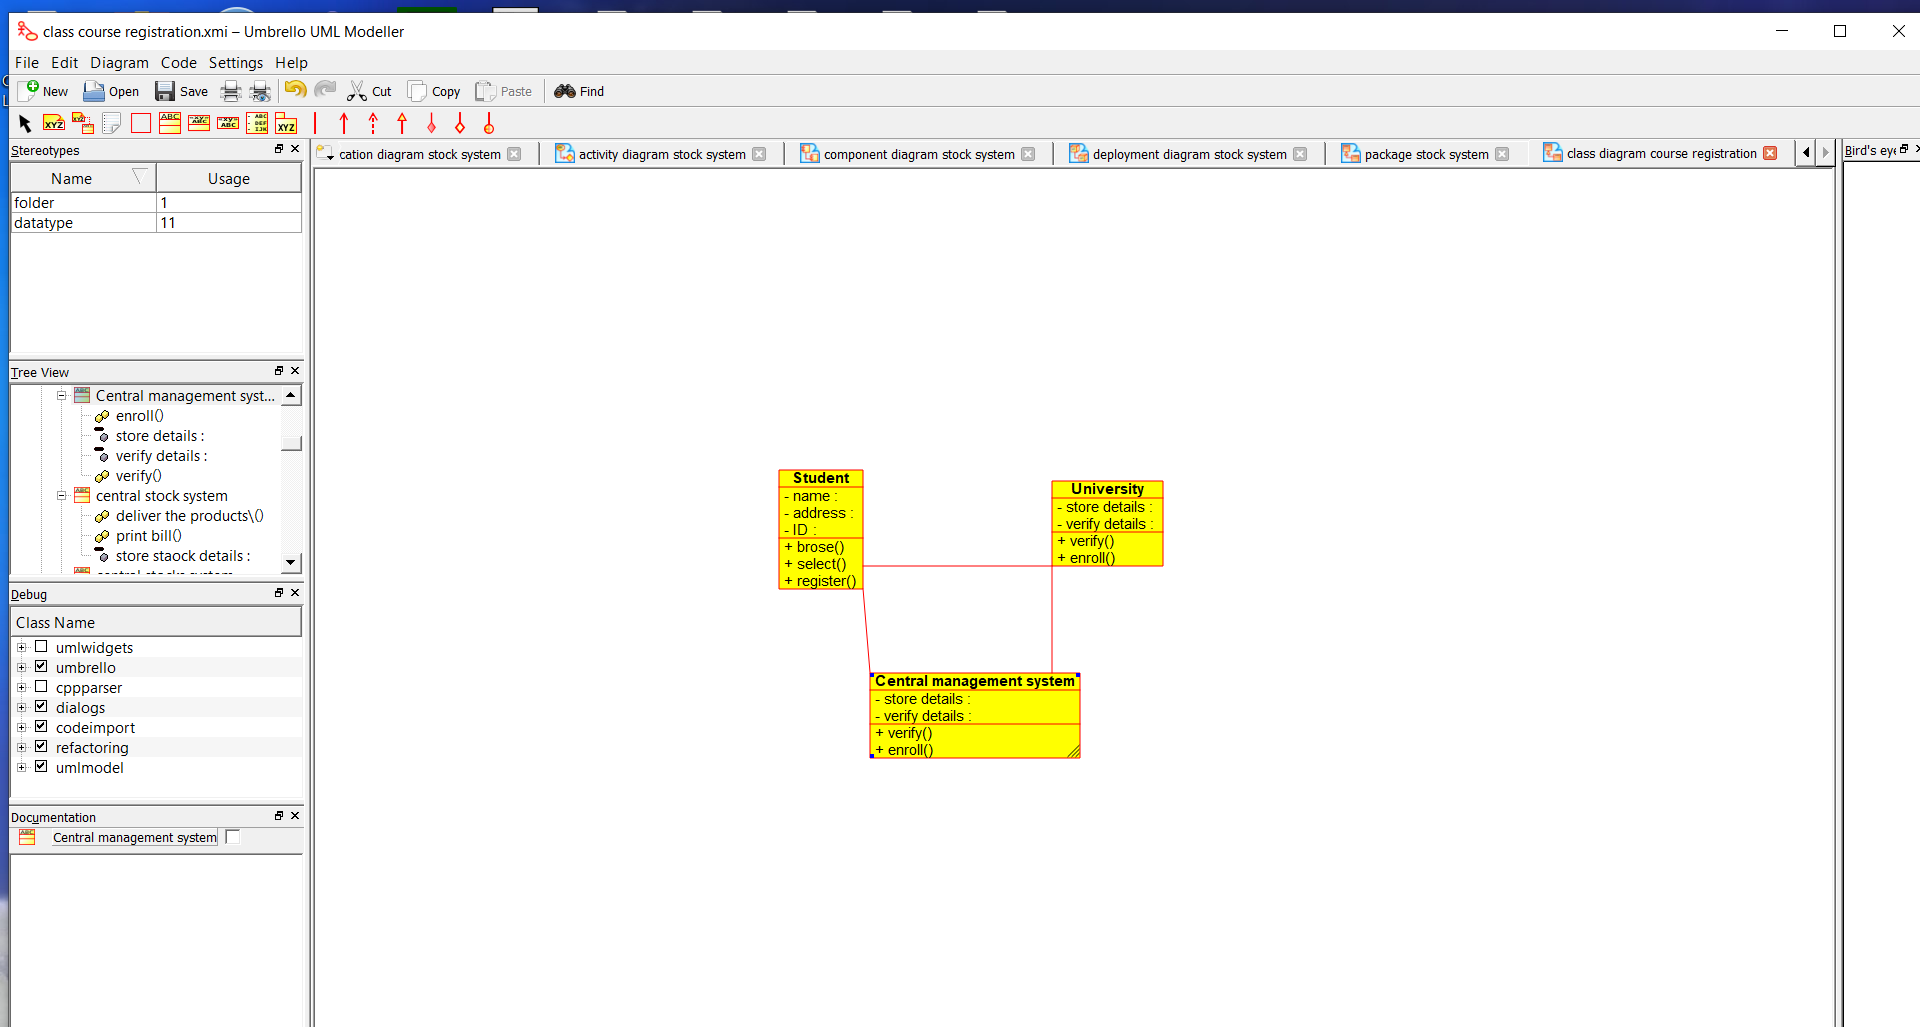 class course registration.xmi – Umbrello UML Modeller
File Edit Diagram Code Settings Help
New Open Save Cut Copy Paste Find
Stereotypes
Name Usage
folder 1
datatype 11
Tree View
Central management syst...
enroll()
store details :
verify details :
verify()
central stock system
deliver the products\()
print bill()
store staock details :
Debug
Class Name
umlwidgets
umbrello
cppparser
dialogs
codeimport
refactoring
umlmodel
Documentation
Central management system
cation diagram stock system activity diagram stock system component diagram stock system deployment diagram stock system package stock system class diagram course registration
Bird's eye
Student
- name :
- address :
- ID :
+ brose()
+ select()
+ register()
University
- store details :
- verify details :
+ verify()
+ enroll()
Central management system
- store details :
- verify details :
+ verify()
+ enroll()